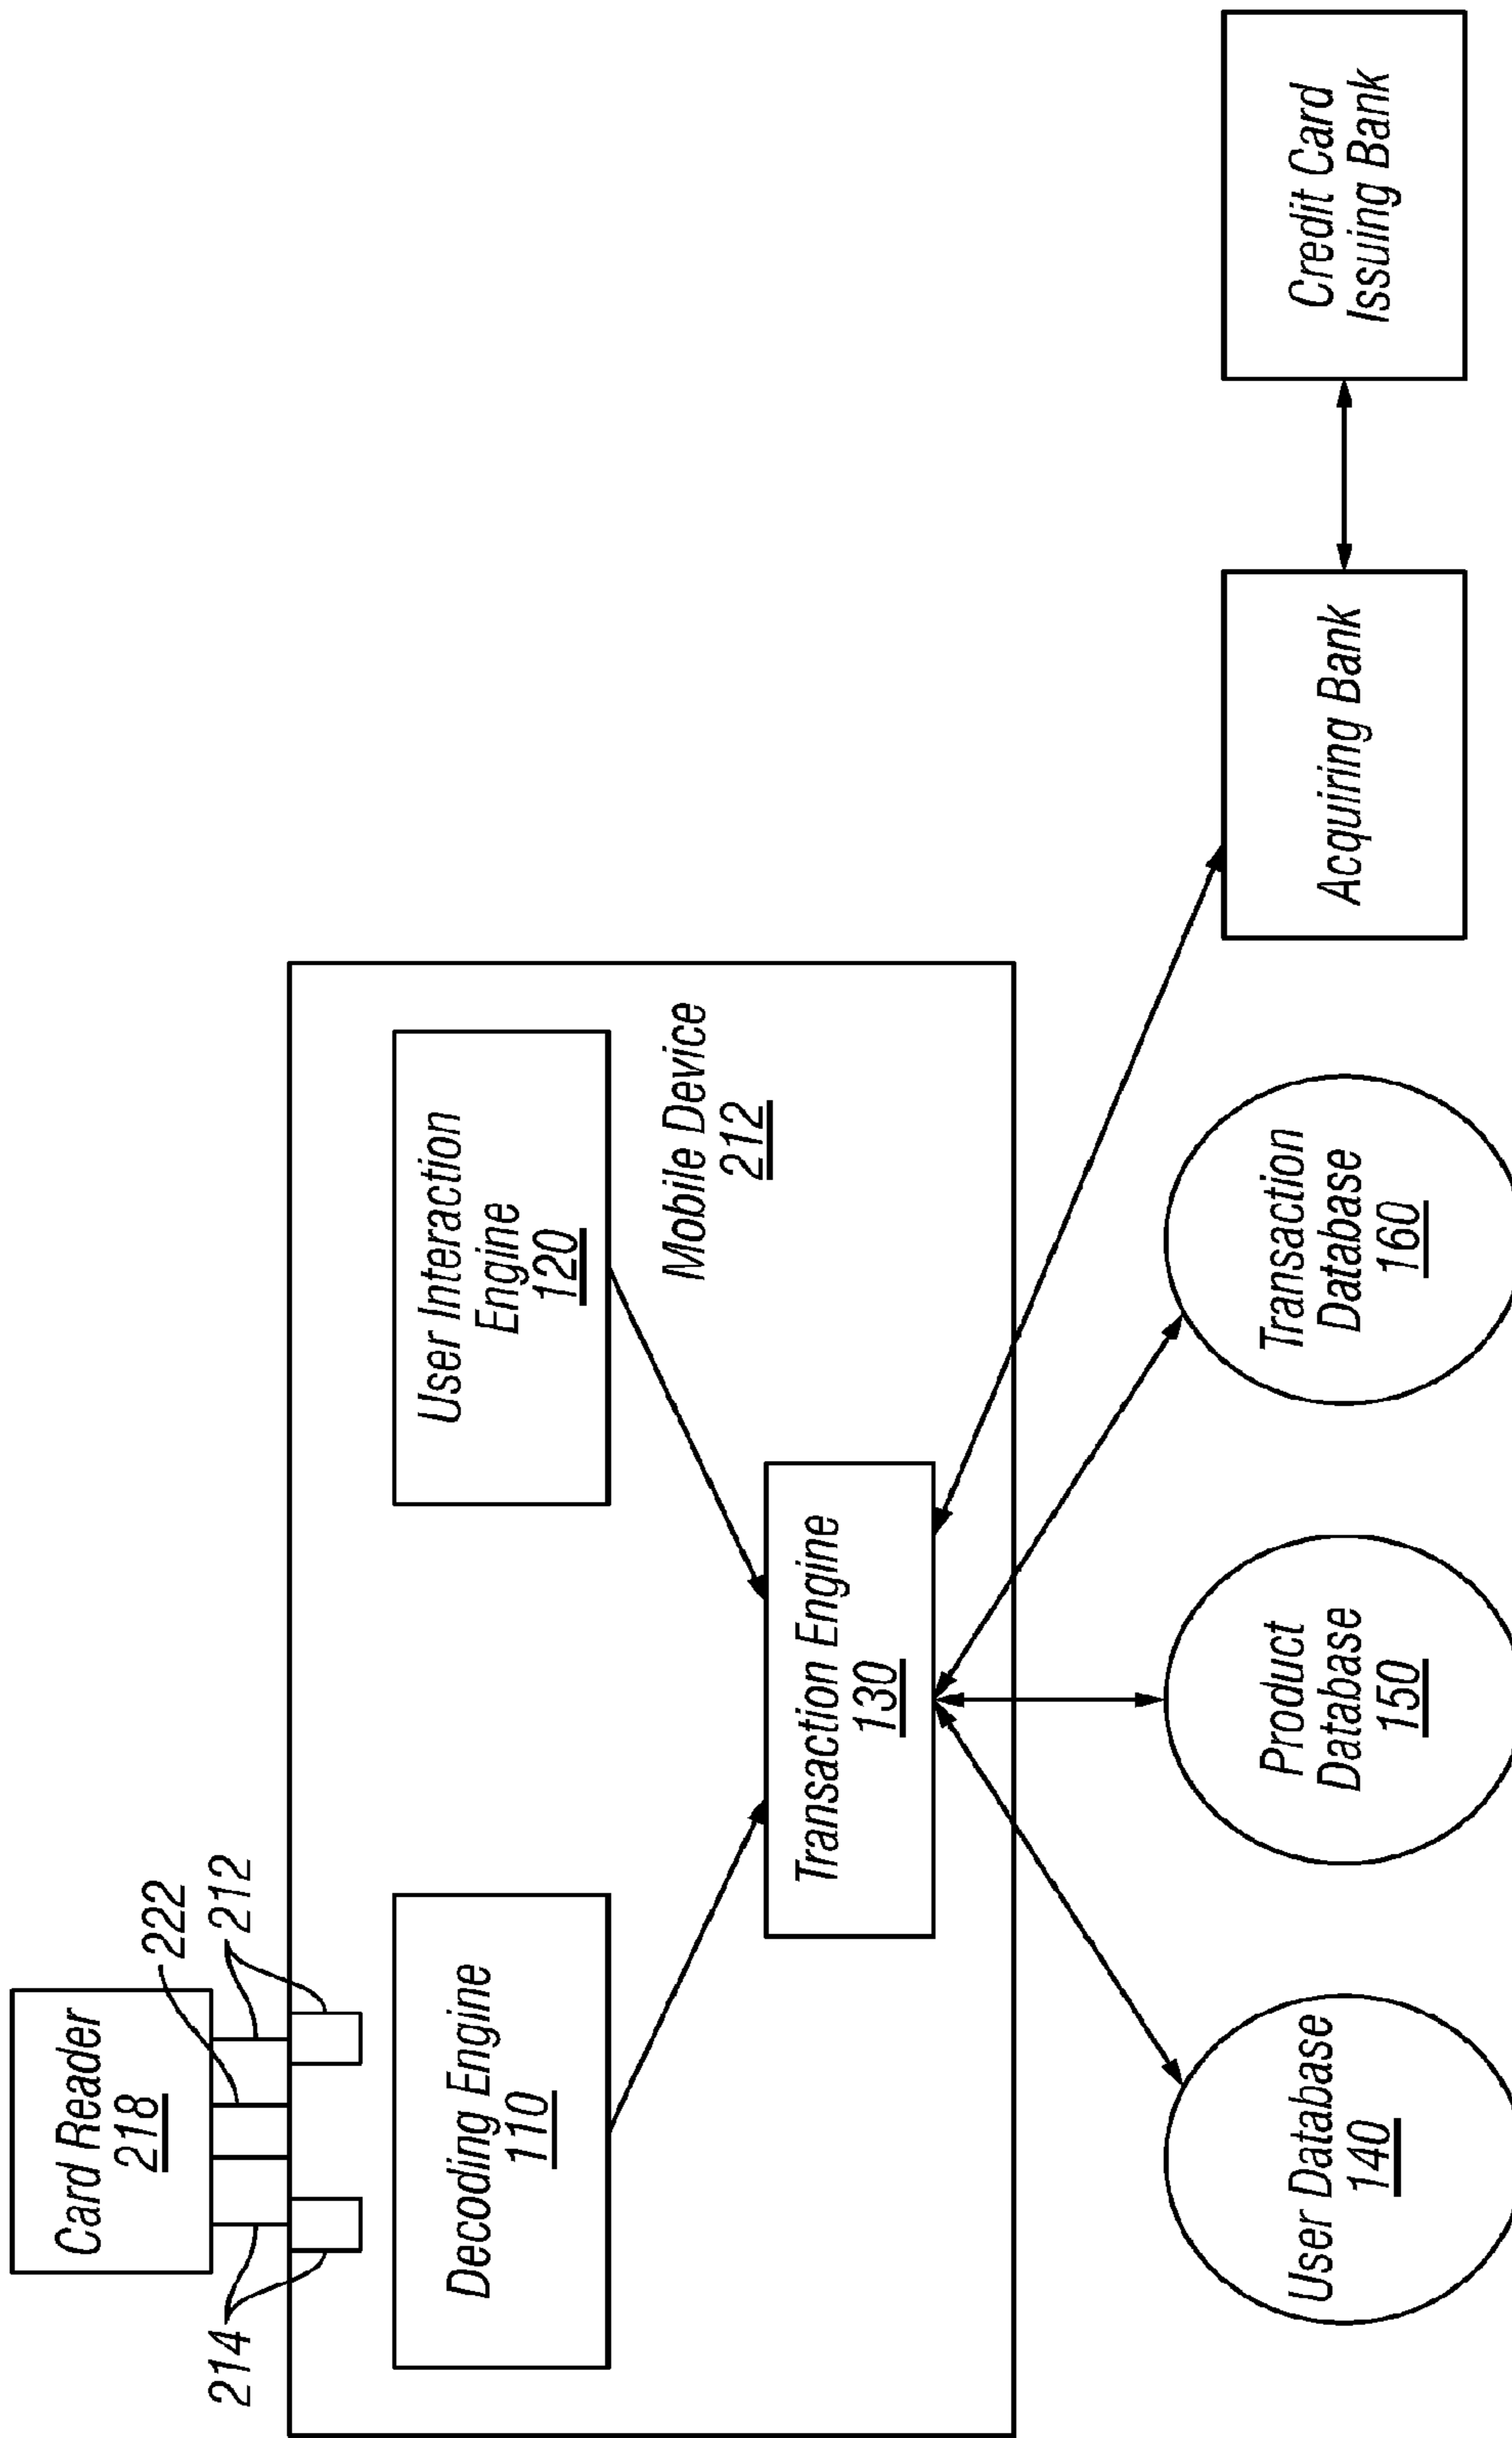 Card Reader
218
222
214
212
Decoding Engine
110
User Interaction
Engine
120
Mobile Device
212
Transaction Engine
130
User Database
140
Product
Database
150
Transaction
Database
160
Acquiring Bank
Credit Card
Issuing Bank